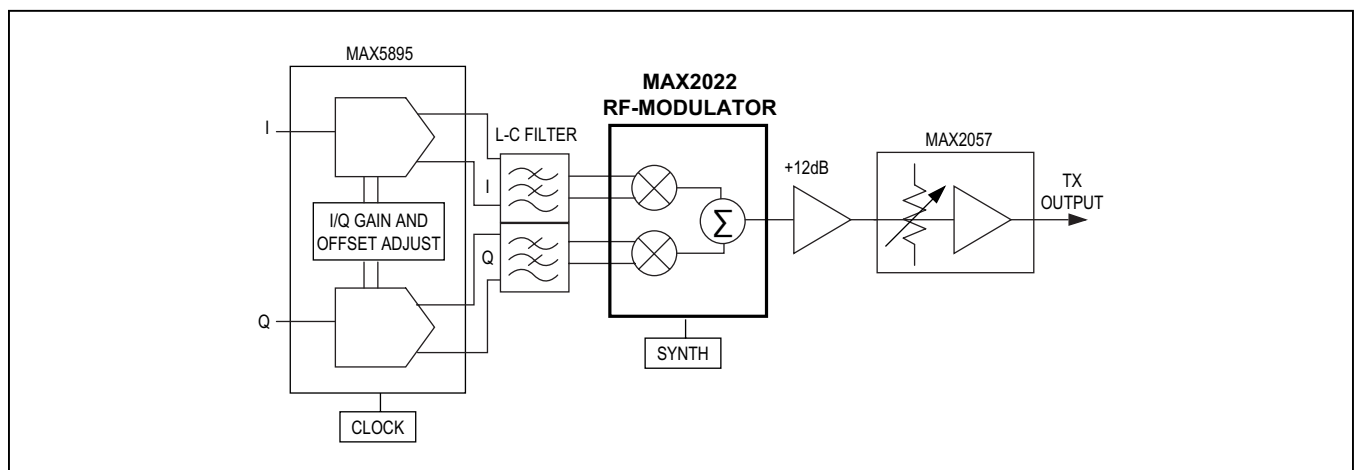 MAX5895
I
I/Q GAIN AND
OFFSET ADJUST
Q
CLOCK
L-C FILTER
I
Q
MAX2022
RF-MODULATOR
Σ
SYNTH
+12dB
MAX2057
TX
OUTPUT